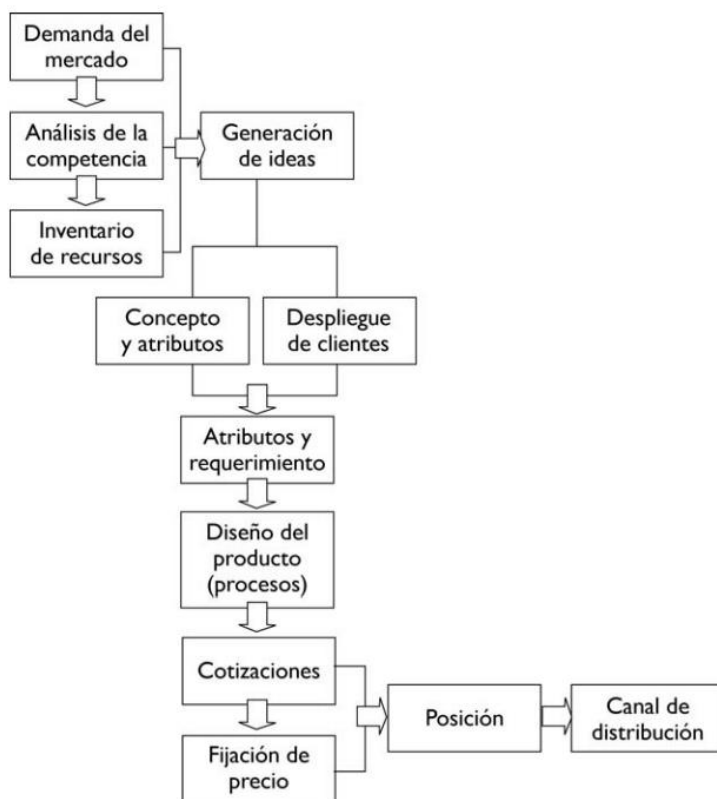 Demanda del
mercado
Análisis de la
competencia
Inventario
de recursos
Generación
de ideas
Concepto
y atributos
Despliegue
de clientes
Atributos y
requerimiento
Diseño del
producto
(procesos)
Cotizaciones
Fijación de
precio
Posición
Canal de
distribución